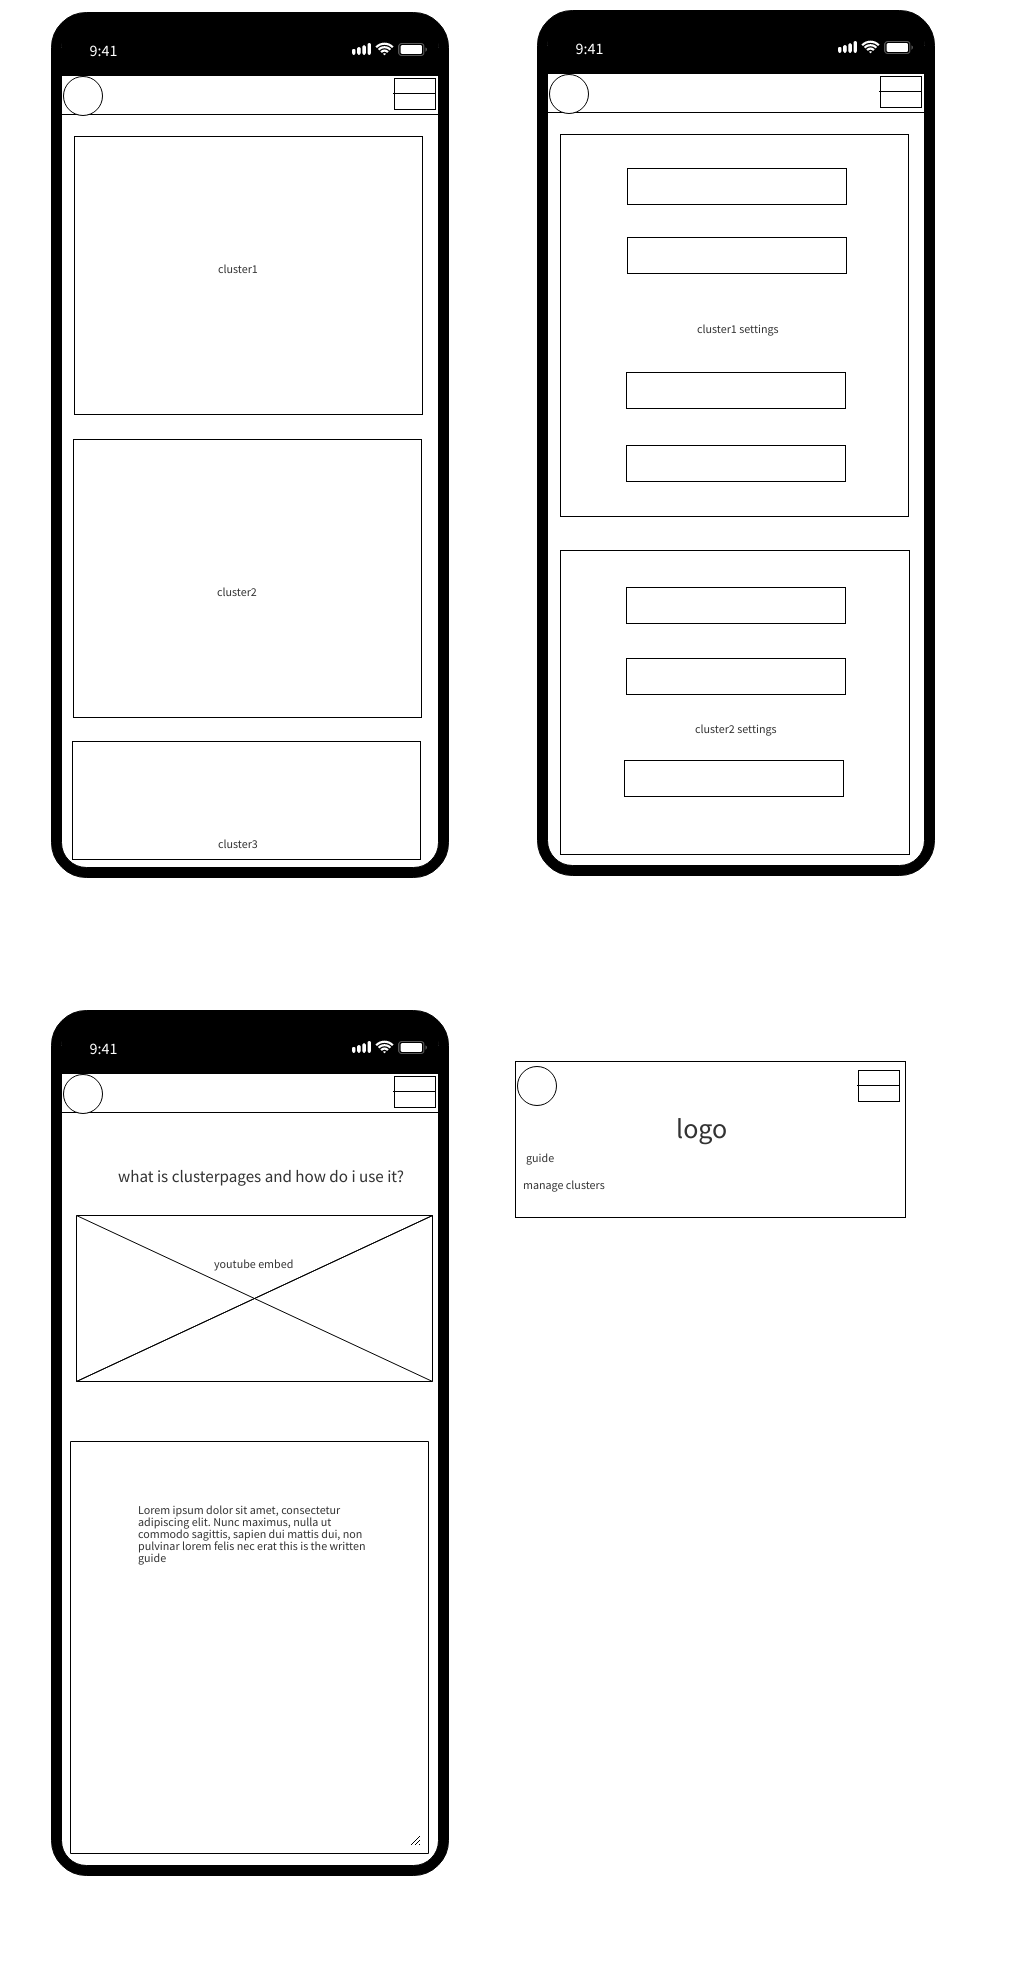 9:41
cluster1
cluster2
cluster3
9:41
cluster1 settings
cluster2 settings
9:41
what is clusterpages and how do i use it?
youtube embed
Lorem ipsum dolor sit amet, consectetur
adipiscing elit. Nunc maximus, nulla ut
commodo sagittis, sapien dui mattis dui, non
pulvinar lorem felis nec erat this is the written
guide
logo
guide
manage clusters